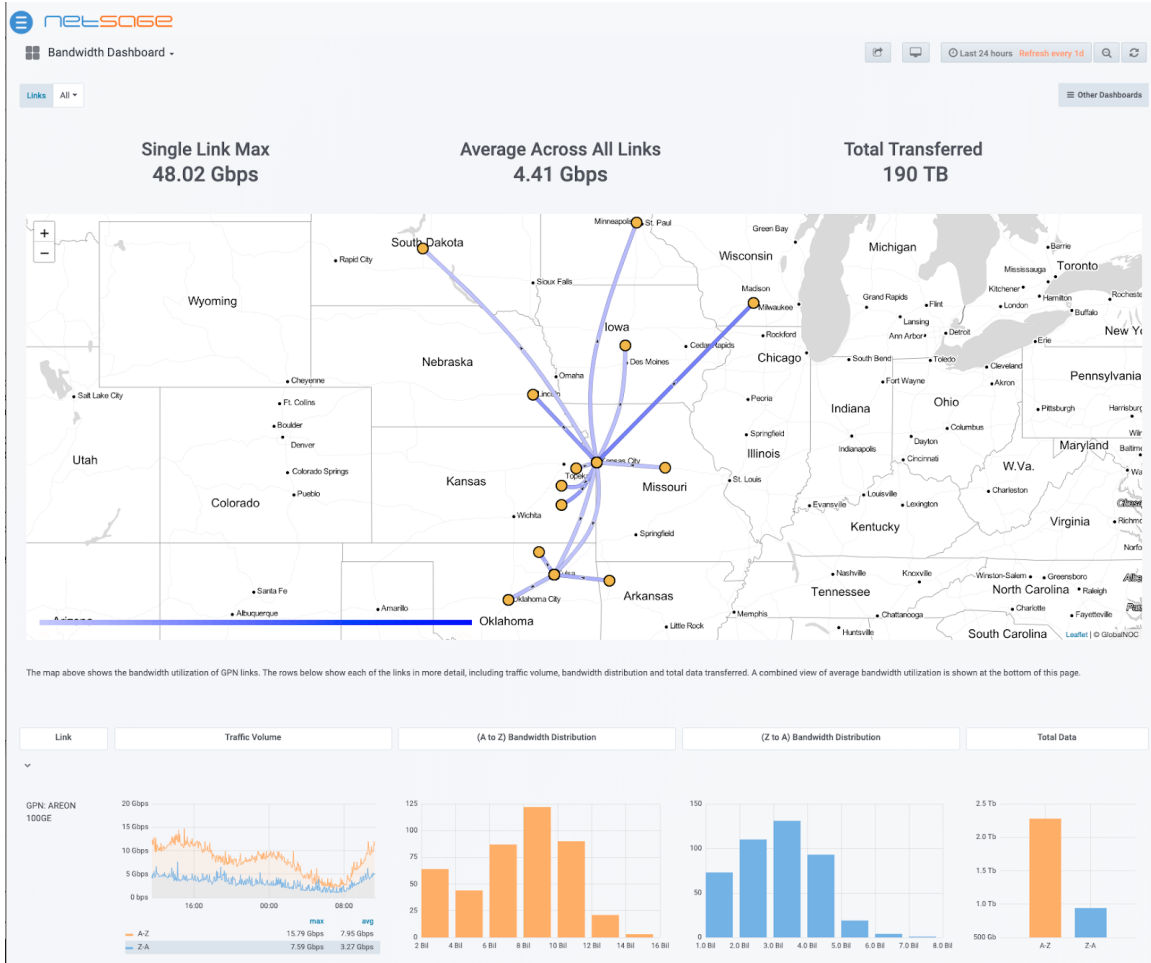 netsage
Bandwidth Dashboard
Last 24 hours Refresh every 1d
Links All
Other Dashboards
Single Link Max
48.02 Gbps
Average Across All Links
4.41 Gbps
Total Transferred
190 TB
+
−
Minneapolis St. Paul
Green Bay
South Dakota
Rapid City
Wisconsin
Michigan
Barrie
Mississauga
Toronto
Sioux Falls
Madison
Kitchener
Wyoming
Milwaukee
Grand Rapids
Flint
London
Hamilton
Buffalo
Lansing
Iowa
Rockford
Ann Arbor
Detroit
Erie
Cedar Rapids
Nebraska
Des Moines
Chicago
South Bend
Toledo
Cleveland
Omaha
Fort Wayne
Akron
Pennsylvania
Cheyenne
Salt Lake City
Lincoln
Ft. Collins
Peoria
Indiana
Ohio
Pittsburgh
Boulder
Denver
Springfield
Columbus
Dayton
Indianapolis
Cincinnati
Maryland
Utah
Kansas City
Illinois
Colorado Springs
W.Va.
Kansas
Missouri
St. Louis
Pueblo
Colorado
Louisville
Lexington
Charleston
Evansville
Wichita
Virginia
Kentucky
Springfield
Nashville
Knoxville
Winston-Salem
Greensboro
Santa Fe
Tennessee
North Carolina
Raleigh
Arkansas
Oklahoma City
Albuquerque
Amarillo
Memphis
Chattanooga
Charlotte
Fayetteville
Oklahoma
Little Rock
Huntsville
South Carolina
Leaflet | © GlobalNOC
The map above shows the bandwidth utilization of GPN links. The rows below show each of the links in more detail, including traffic volume, bandwidth distribution and total data transferred. A combined view of average bandwidth utilization is shown at the bottom of this page.
Link
Traffic Volume
(A to Z) Bandwidth Distribution
(Z to A) Bandwidth Distribution
Total Data
GPN: AREON
100GE
20 Gbps
15 Gbps
10 Gbps
5 Gbps
0 bps
16:00 00:00 08:00
max avg
A-Z 15.79 Gbps 7.95 Gbps
Z-A 7.59 Gbps 3.27 Gbps
125
100
75
50
25
0
2 Bil 4 Bil 6 Bil 8 Bil 10 Bil 12 Bil 14 Bil 16 Bil
150
100
50
0
1.0 Bil 2.0 Bil 3.0 Bil 4.0 Bil 5.0 Bil 6.0 Bil 7.0 Bil 8.0 Bil
2.5 Tb
2.0 Tb
1.5 Tb
1.0 Tb
500 Gb
A-Z Z-A